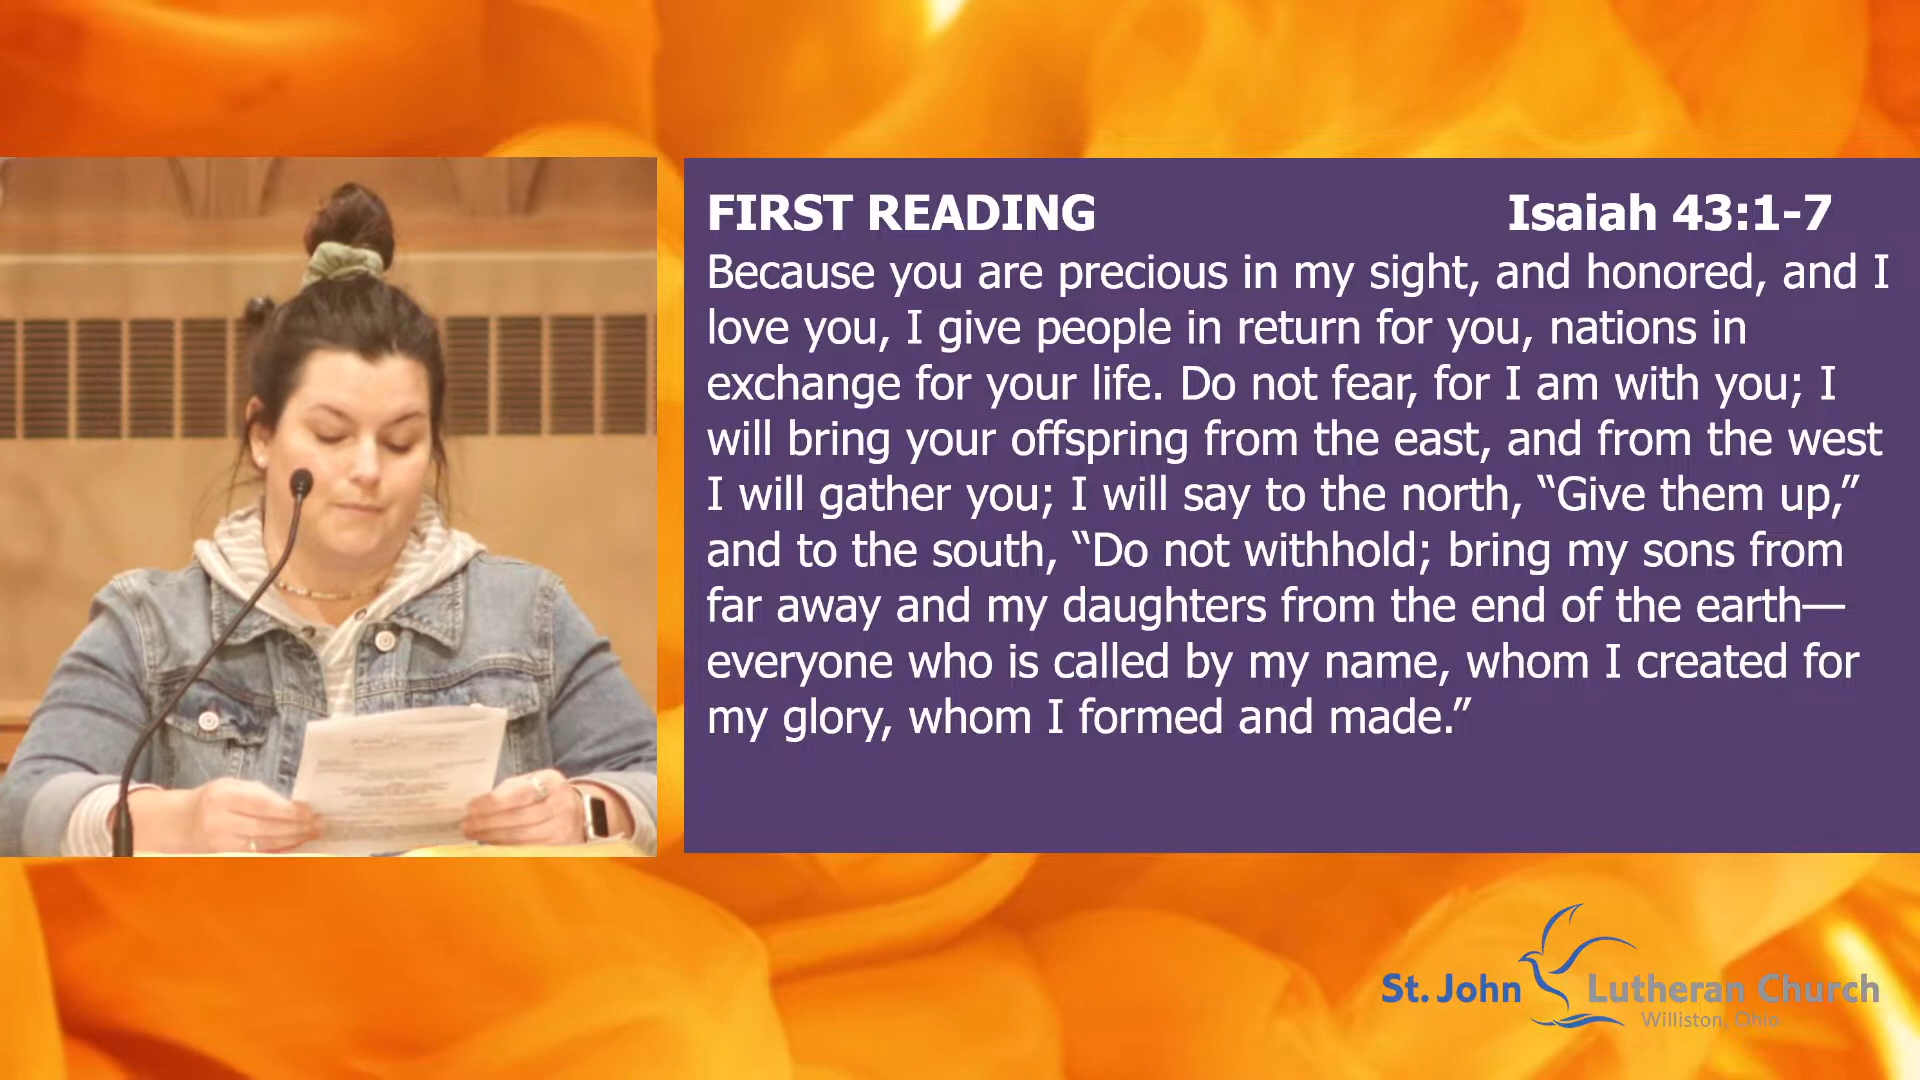 FIRST READING Isaiah 43:1-7
Because you are precious in my sight, and honored, and I
love you, I give people in return for you, nations in
exchange for your life. Do not fear, for I am with you; I
will bring your offspring from the east, and from the west
I will gather you; I will say to the north, “Give them up,”
and to the south, “Do not withhold; bring my sons from
far away and my daughters from the end of the earth—
everyone who is called by my name, whom I created for
my glory, whom I formed and made.”
St. John Lutheran Church
Williston, Ohio